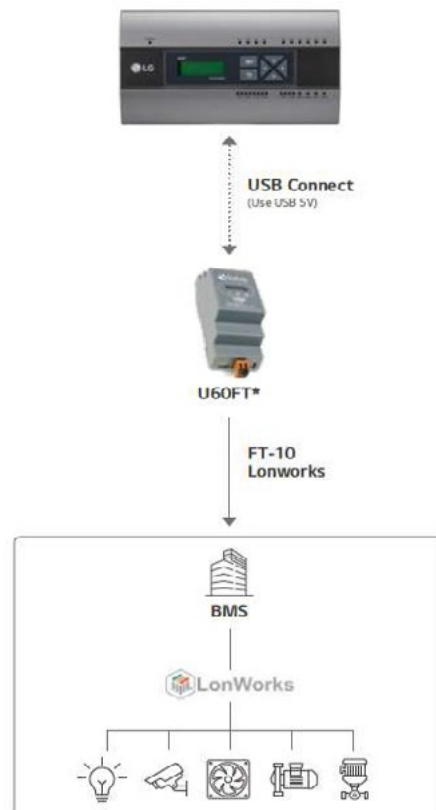 LG
USB Connect
(Use USB 5V)
U60FT*
FT-10
Lonworks
BMS
LonWorks